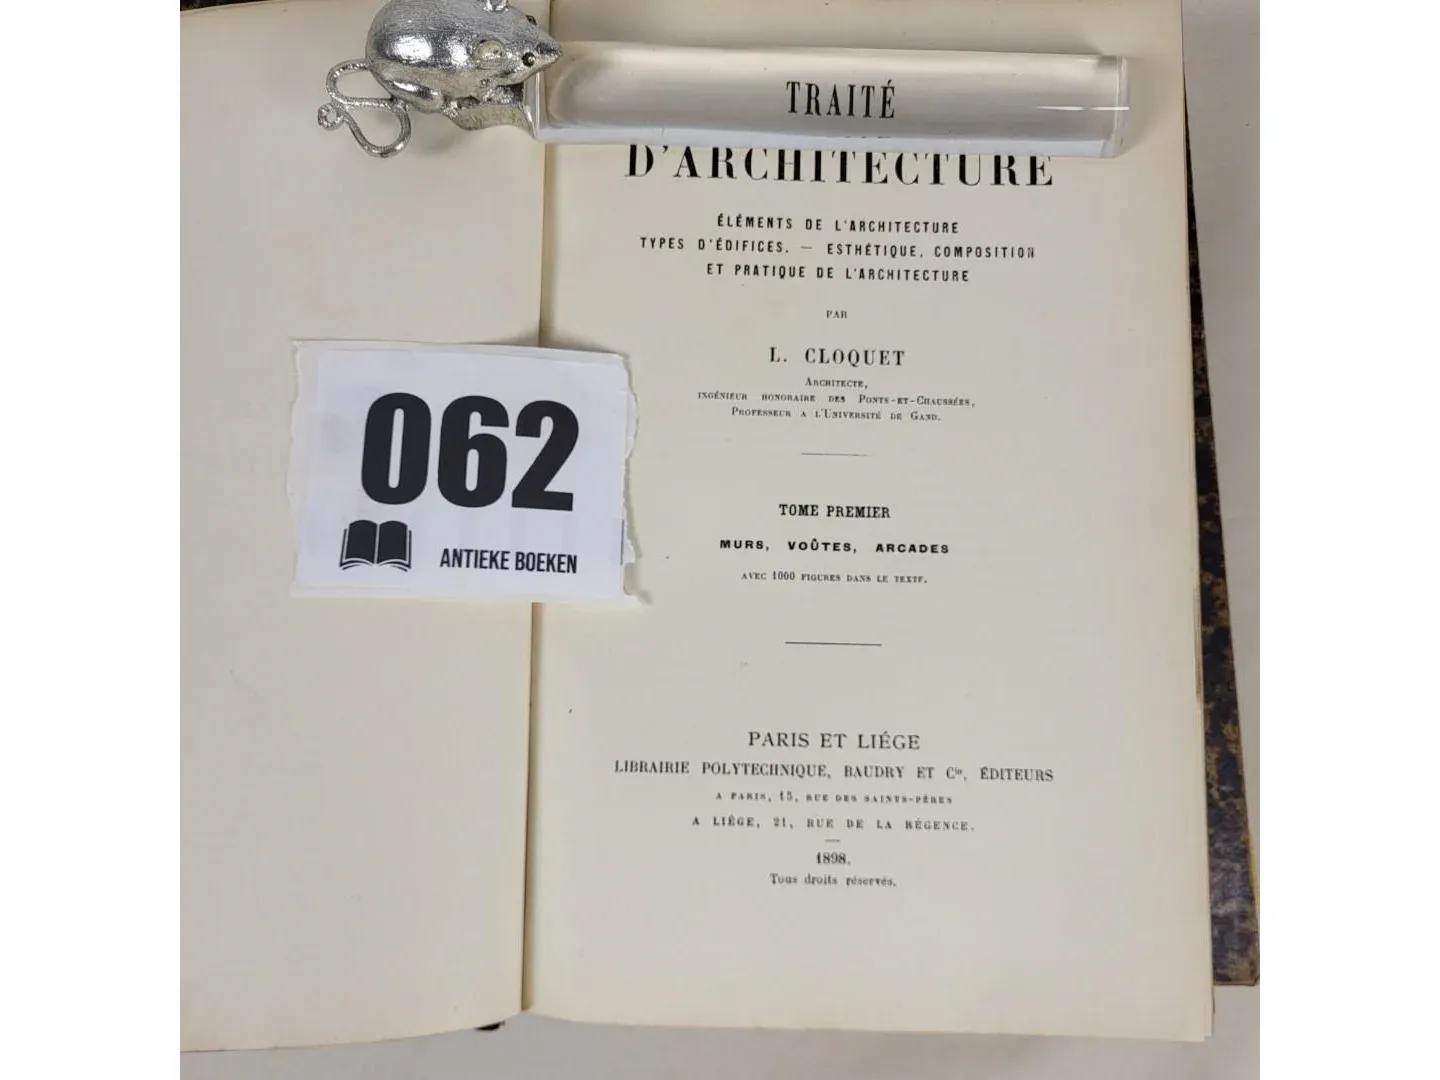 TRAITÉ
D'ARCHITECTURE
ÉLÉMENTS DE L'ARCHITECTURE
TYPES D'ÉDIFICES. — ESTHÉTIQUE, COMPOSITION
ET PRATIQUE DE L'ARCHITECTURE
PAR
L. CLOQUET
ARCHITECTE,
INGÉNIEUR HONORAIRE DES PONTS-ET-CHAUSSÉES,
PROFESSEUR A L'UNIVERSITÉ DE GAND.
TOME PREMIER
MURS, VOÛTES, ARCADES
AVEC 1000 FIGURES DANS LE TEXTE.
PARIS ET LIÉGE
LIBRAIRIE POLYTECHNIQUE, BAUDRY ET Cie, ÉDITEURS
A PARIS, 15, RUE DES SAINTS-PÈRES
A LIÉGE, 21, RUE DE LA RÉGENCE.
1898.
Tous droits réservés.
062
ANTIEKE BOEKEN